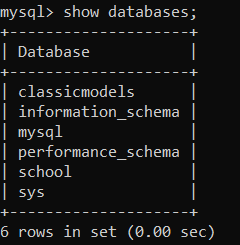 mysql> show databases;
+--------------------+
| Database           |
+--------------------+
| classicmodels      |
| information_schema |
| mysql              |
| performance_schema |
| school             |
| sys                |
+--------------------+
6 rows in set (0.00 sec)